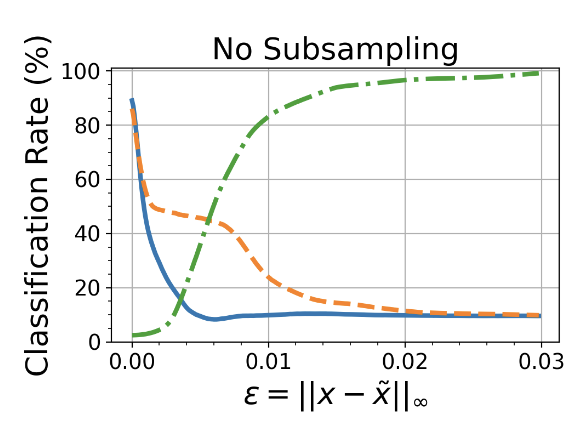 No Subsampling
Classification Rate (%)
100
80
60
40
20
0
0.00 0.01 0.02 0.03
ε = ||x − x̃||∞